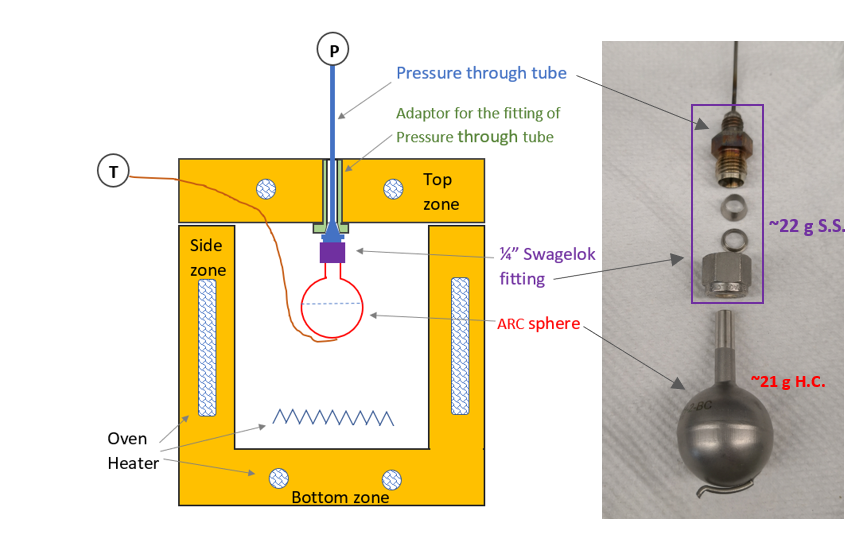 P
Pressure through tube
Adaptor for the fitting of
Pressure through tube
T
Top
zone
Side
zone
~22 g S.S.
¼” Swagelok
fitting
ARC sphere
~21 g H.C.
Oven
Heater
Bottom zone